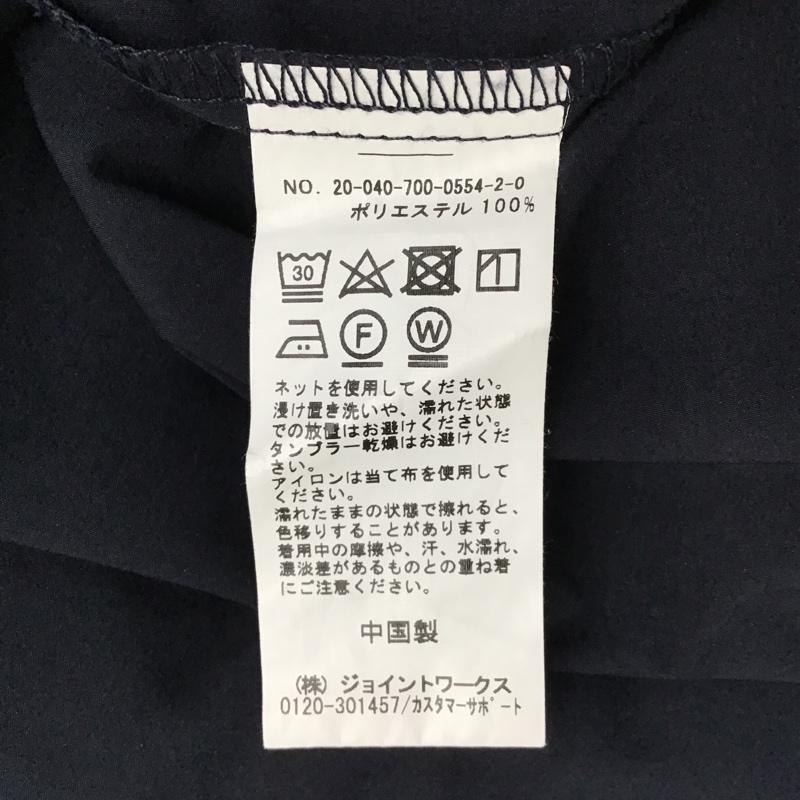 NO. 20-040-700-0554-2-0
ポリエステル 100%
30
F W
ネットを使用してください。
浸け置き洗いや、濡れた状態
での放置はお避けください。
タンブラー乾燥はお避けくだ
さい。
アイロンは当て布を使用して
ください。
濡れたままの状態で擦れると、
色移りすることがあります。
着用中の摩擦や、汗、水濡れ、
濃淡差があるものとの重ね着
にご注意ください。
中国製
(株) ジョイントワークス
0120-301457/カスタマーサポート